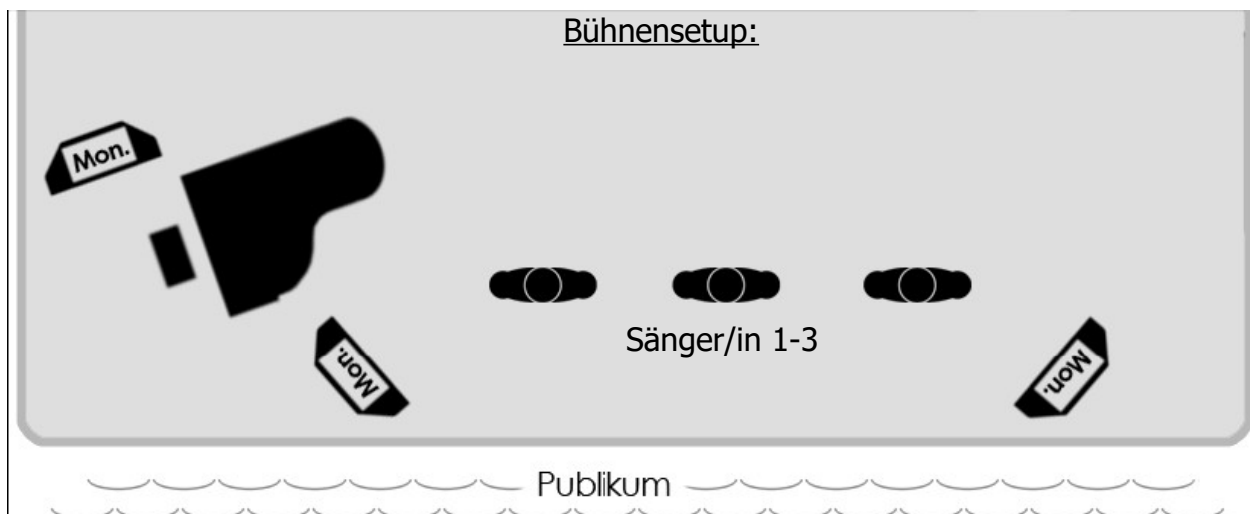 Bühnensetup:
Mon.
Sänger/in 1-3
Mon.
Mon.
Publikum